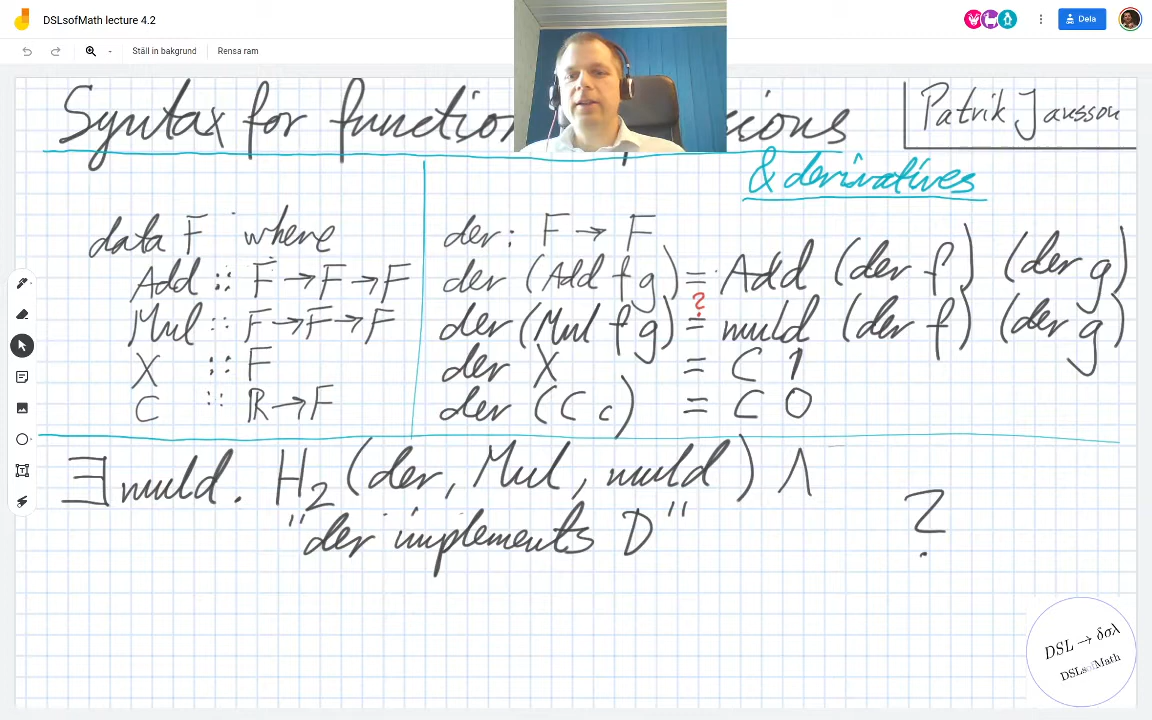 DSLsofMath lecture 4.2
Dela
Ställ in bakgrund
Rensa ram
Syntax for function
sions
Patrik Jansson
& derivatives
data F where
Add :: F → F → F
Mul :: F → F → F
X :: F
C :: ℝ → F
der : F → F
der (Add f g) = Add (der f) (der g)
?
der (Mul f g) = muld (der f) (der g)
der X = C 1
der (C c) = C 0
∃ muld. H₂ (der, Mul, muld) ∧
"der implements D"
?
DSL → δσλ
DSLsofMath